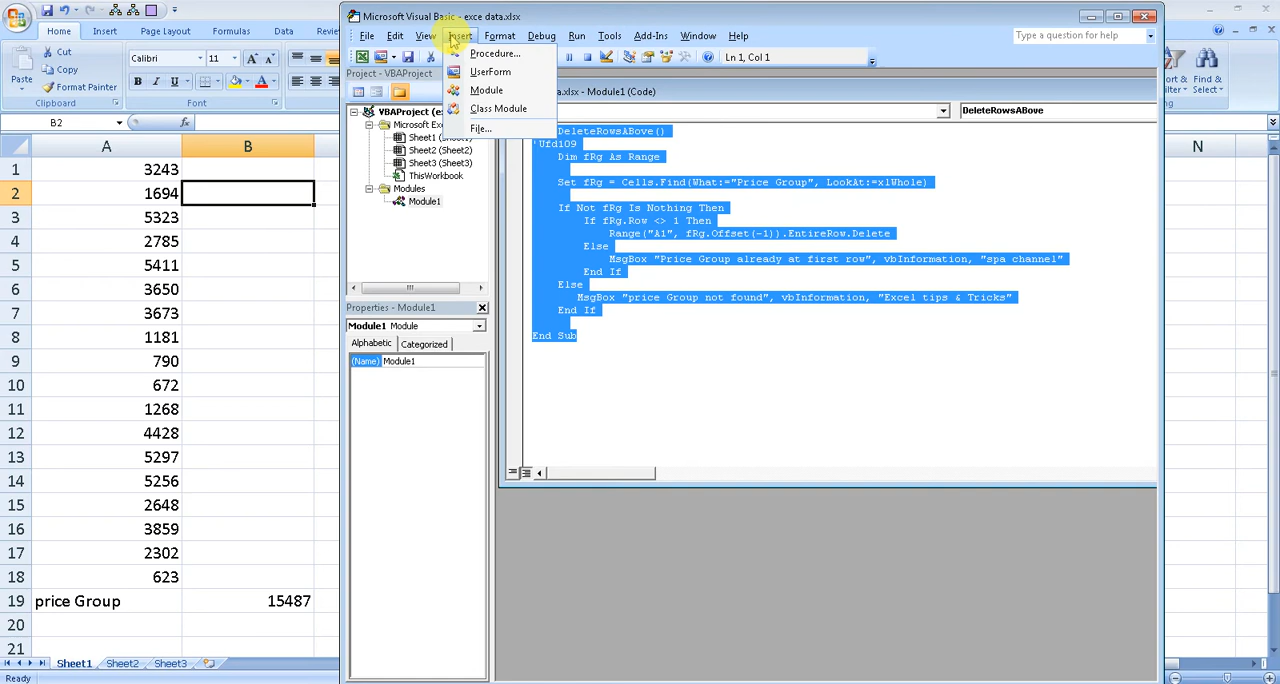 Microsoft Visual Basic - exce data.xlsx
Home Insert Page Layout Formulas Data
File Edit View Insert Format Debug Run Tools Add-Ins Window Help
Type a question for help
Cut
Copy
Format Painter
Paste
Clipboard
Calibri 11
B I U
Font
Find &
Select
Ln 1, Col 1
Project - VBAProject
Procedure...
UserForm
Module
Class Module
File...
a.xlsx - Module1 (Code)
DeleteRowsABove
VBAProject (e
Microsoft Exc
Sheet1
Sheet2 (Sheet2)
Sheet3 (Sheet3)
ThisWorkbook
Modules
Module1
Properties - Module1
Module1 Module
Alphabetic Categorized
(Name) Module1
DeleteRowsABove()
'Ufd109
Dim fRg As Range
Set fRg = Cells.Find(What:="Price Group", LookAt:=xlWhole)
If Not fRg Is Nothing Then
If fRg.Row <> 1 Then
Range("A1", fRg.Offset(-1)).EntireRow.Delete
Else
MsgBox "Price Group already at first row", vbInformation, "spa channel"
End If
Else
MsgBox "price Group not found", vbInformation, "Excel tips & Tricks"
End If
End Sub
B2 fx
A B N
1 3243
2 1694
3 5323
4 2785
5 5411
6 3650
7 3673
8 1181
9 790
10 672
11 1268
12 4428
13 5297
14 5256
15 2648
16 3859
17 2302
18 623
19 price Group 15487
20
21
Sheet1 Sheet2 Sheet3
Ready